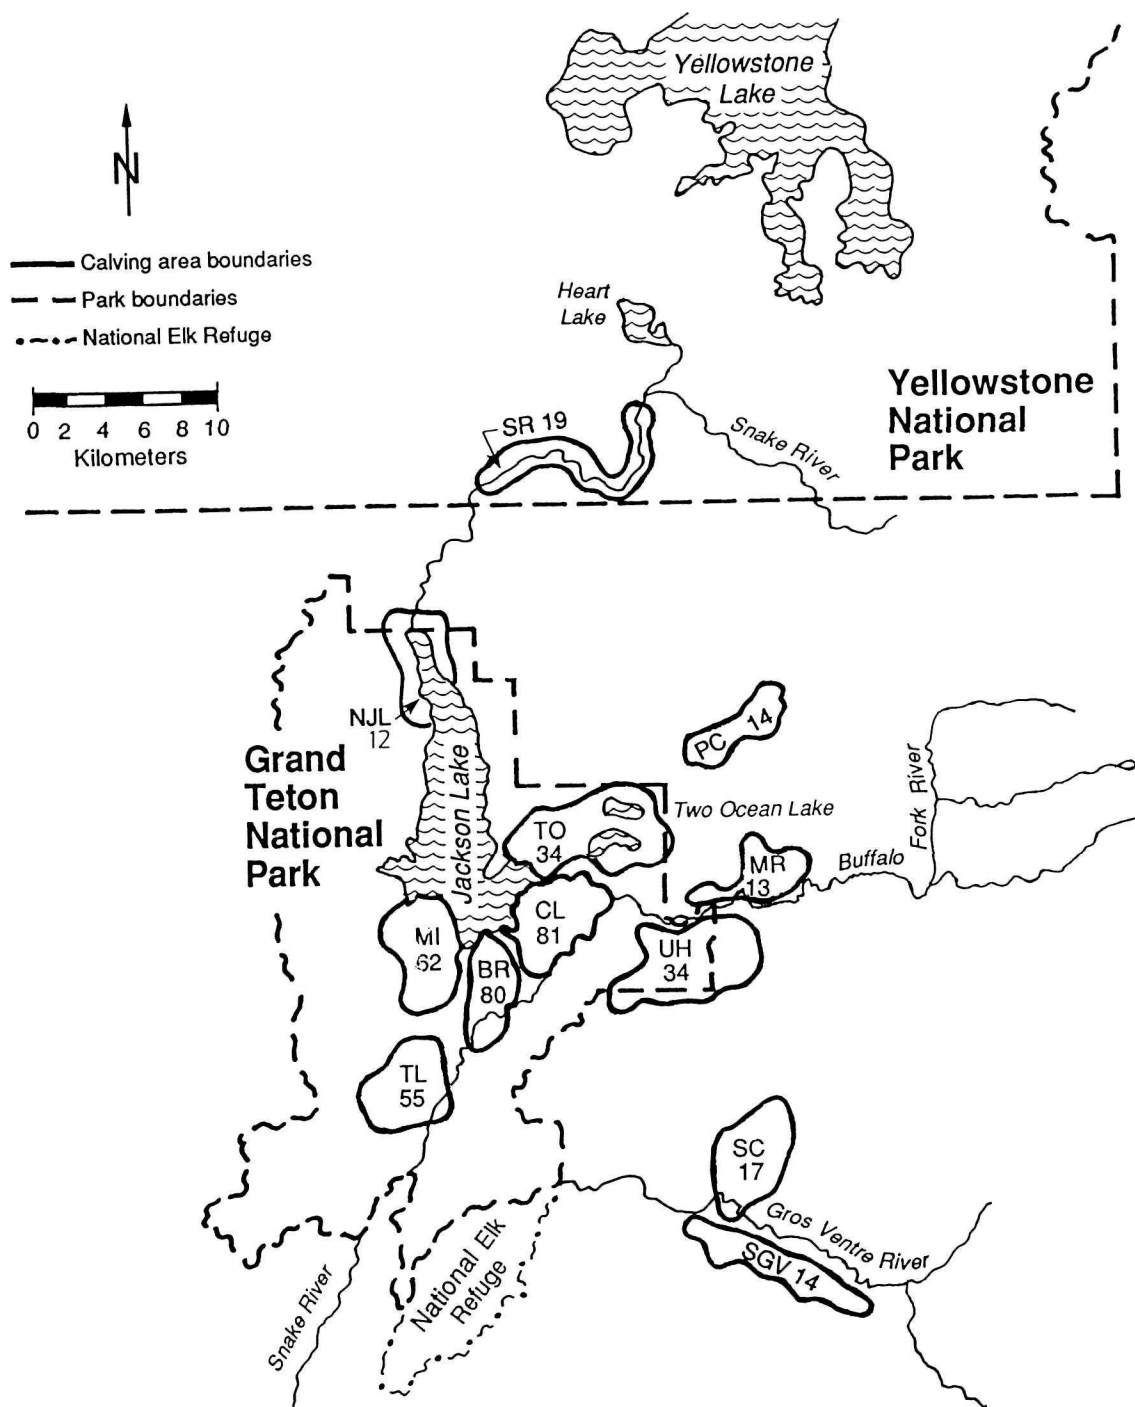 Yellowstone
Lake
N
Calving area boundaries
Park boundaries
National Elk Refuge
0 2 4 6 8 10
Kilometers
Heart
Lake
Yellowstone
National
Park
SR 19
Snake River
NJL
12
Grand
Teton
National
Park
Jackson Lake
PC 14
Two Ocean Lake
TO
34
Buffalo
Fork River
MR
13
CL
81
MI
62
BR
80
UH
34
TL
55
SC
17
Gros Ventre River
SGV 14
National Elk
Refuge
Snake River